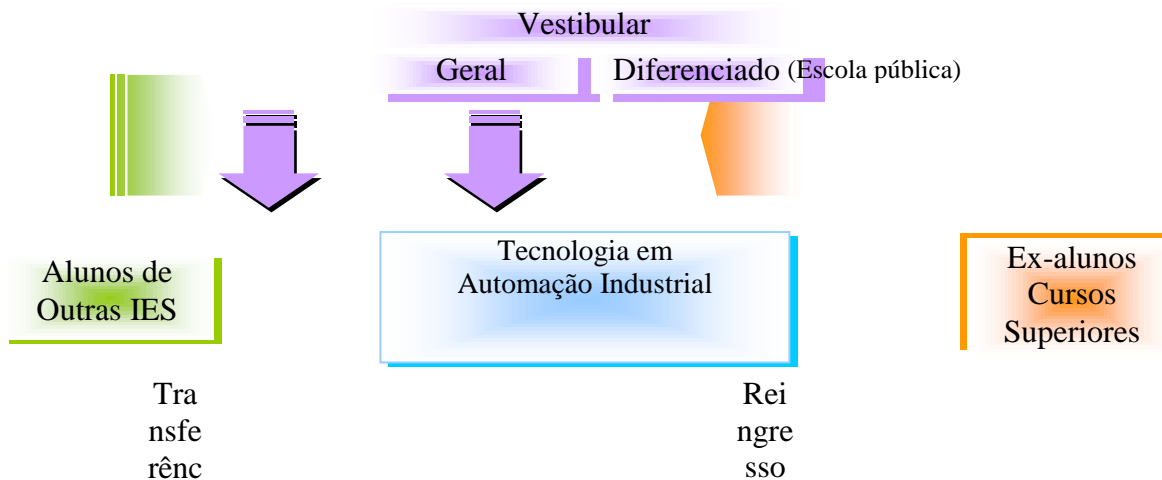 Vestibular
Geral
Diferenciado (Escola pública)
Tecnologia em
Automação Industrial
Alunos de
Outras IES
Ex-alunos
Cursos
Superiores
Tra
nsfe
rênc
Rei
ngre
sso